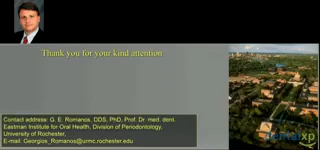 Thank you for your kind attention
Contact address: G. E. Romanos, DDS, PhD, Prof. Dr. med. dent.
Eastman Institute for Oral Health, Division of Periodontology,
University of Rochester,
E-mail. Georgios_Romanos@urmc.rochester.edu